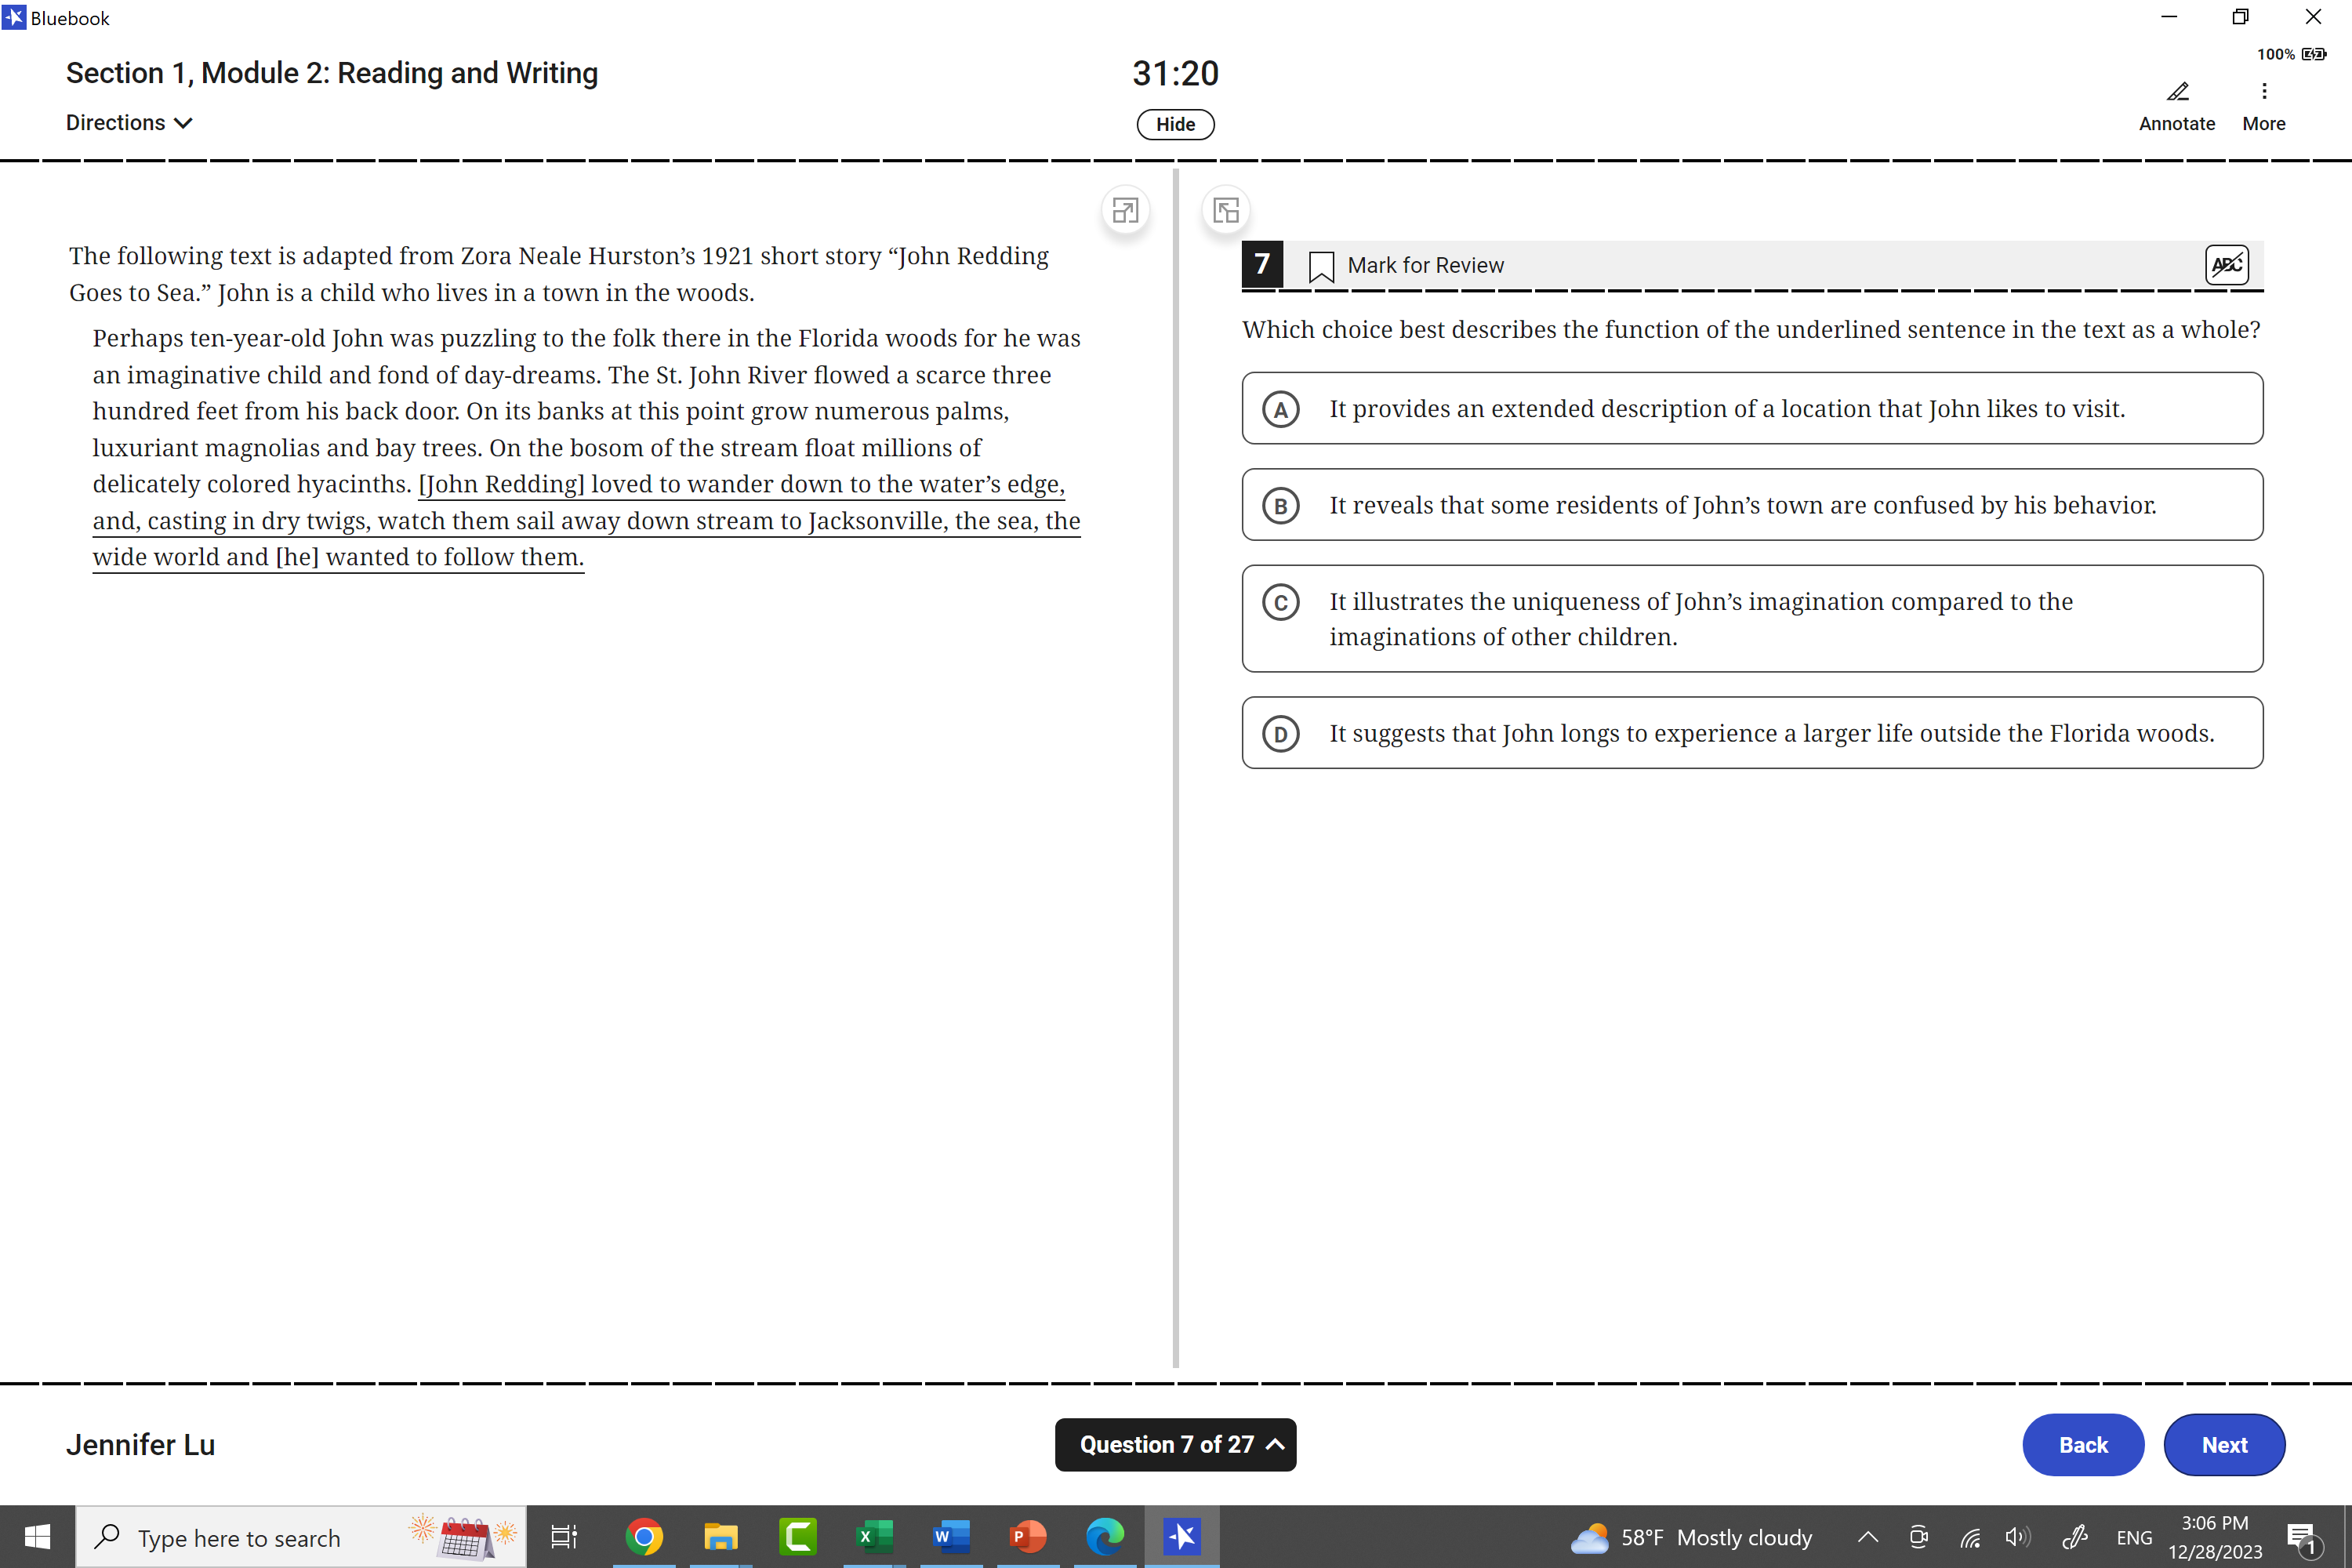 Bluebook
100%
Section 1, Module 2: Reading and Writing
31:20
Directions
Hide
Annotate
More
The following text is adapted from Zora Neale Hurston’s 1921 short story “John Redding
Goes to Sea.” John is a child who lives in a town in the woods.
Perhaps ten-year-old John was puzzling to the folk there in the Florida woods for he was
an imaginative child and fond of day-dreams. The St. John River flowed a scarce three
hundred feet from his back door. On its banks at this point grow numerous palms,
luxuriant magnolias and bay trees. On the bosom of the stream float millions of
delicately colored hyacinths. [John Redding] loved to wander down to the water’s edge,
and, casting in dry twigs, watch them sail away down stream to Jacksonville, the sea, the
wide world and [he] wanted to follow them.
7
Mark for Review
ABC
Which choice best describes the function of the underlined sentence in the text as a whole?
A It provides an extended description of a location that John likes to visit.
B It reveals that some residents of John’s town are confused by his behavior.
C It illustrates the uniqueness of John’s imagination compared to the
imaginations of other children.
D It suggests that John longs to experience a larger life outside the Florida woods.
Jennifer Lu
Question 7 of 27
Back
Next
Type here to search
X
W
P
58°F Mostly cloudy
ENG
3:06 PM
12/28/2023
1